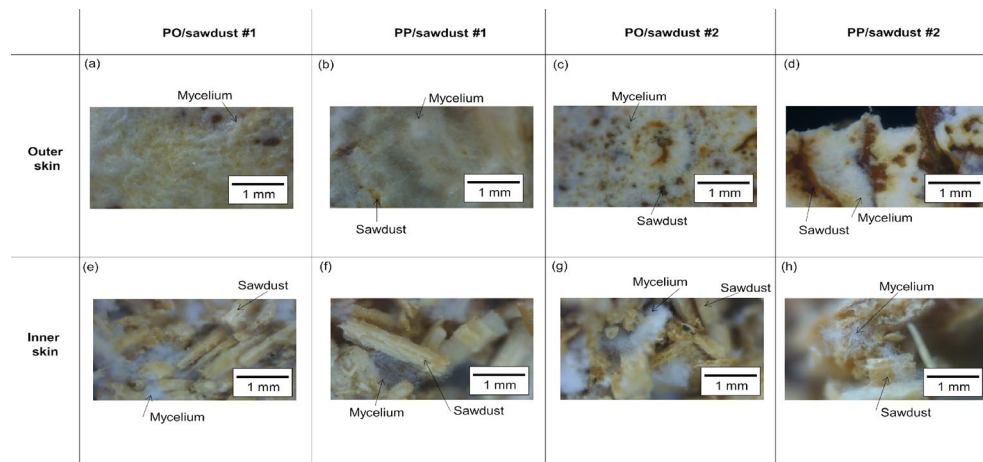 PO/sawdust #1
PP/sawdust #1
PO/sawdust #2
PP/sawdust #2
Outer
skin
(a)
Mycelium
1 mm
(b)
Mycelium
1 mm
Sawdust
(c)
Mycelium
1 mm
Sawdust
(d)
1 mm
Sawdust
Mycelium
Inner
skin
(e)
Sawdust
1 mm
Mycelium
(f)
1 mm
Mycelium
Sawdust
(g)
Mycelium
Sawdust
1 mm
(h)
Mycelium
1 mm
Sawdust